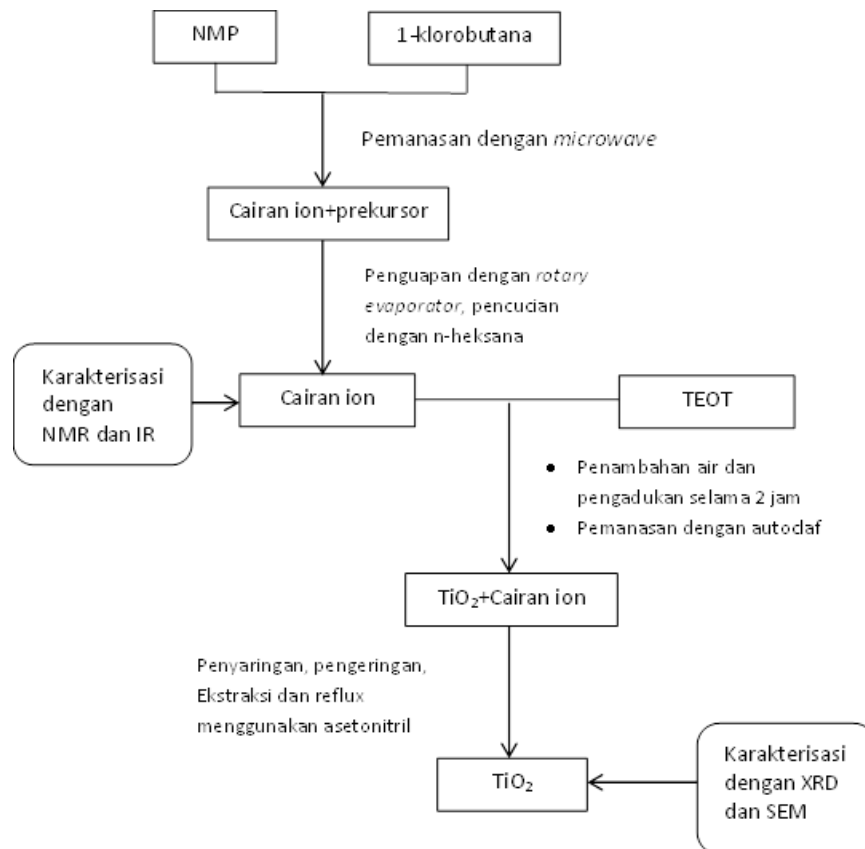 NMP
1-klorobutana
Pemanasan dengan microwave
Cairan ion+prekursor
Penguapan dengan rotary
evaporator, pencucian
dengan n-heksana
Karakterisasi
dengan
NMR dan IR
Cairan ion
TEOT
• Penambahan air dan
pengadukan selama 2 jam
• Pemanasan dengan autoclaf
TiO₂+Cairan ion
Penyaringan, pengeringan,
Ekstraksi dan reflux
menggunakan asetonitril
TiO₂
Karakterisasi
dengan XRD
dan SEM